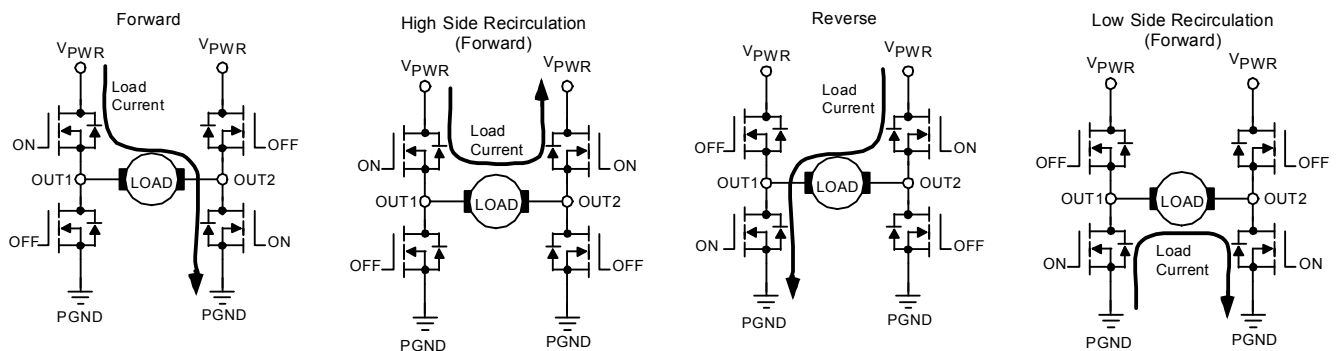 Forward
VPWR
VPWR
Load
Current
ON
OFF
OUT1
LOAD
OUT2
OFF
ON
PGND
PGND
High Side Recirculation
(Forward)
VPWR
VPWR
Load
Current
ON
ON
OUT1
LOAD
OUT2
OFF
OFF
PGND
PGND
Reverse
VPWR
VPWR
Load
Current
OFF
ON
OUT1
LOAD
OUT2
ON
OFF
PGND
PGND
Low Side Recirculation
(Forward)
VPWR
VPWR
OFF
OFF
OUT1
LOAD
OUT2
ON
Load
Current
ON
PGND
PGND